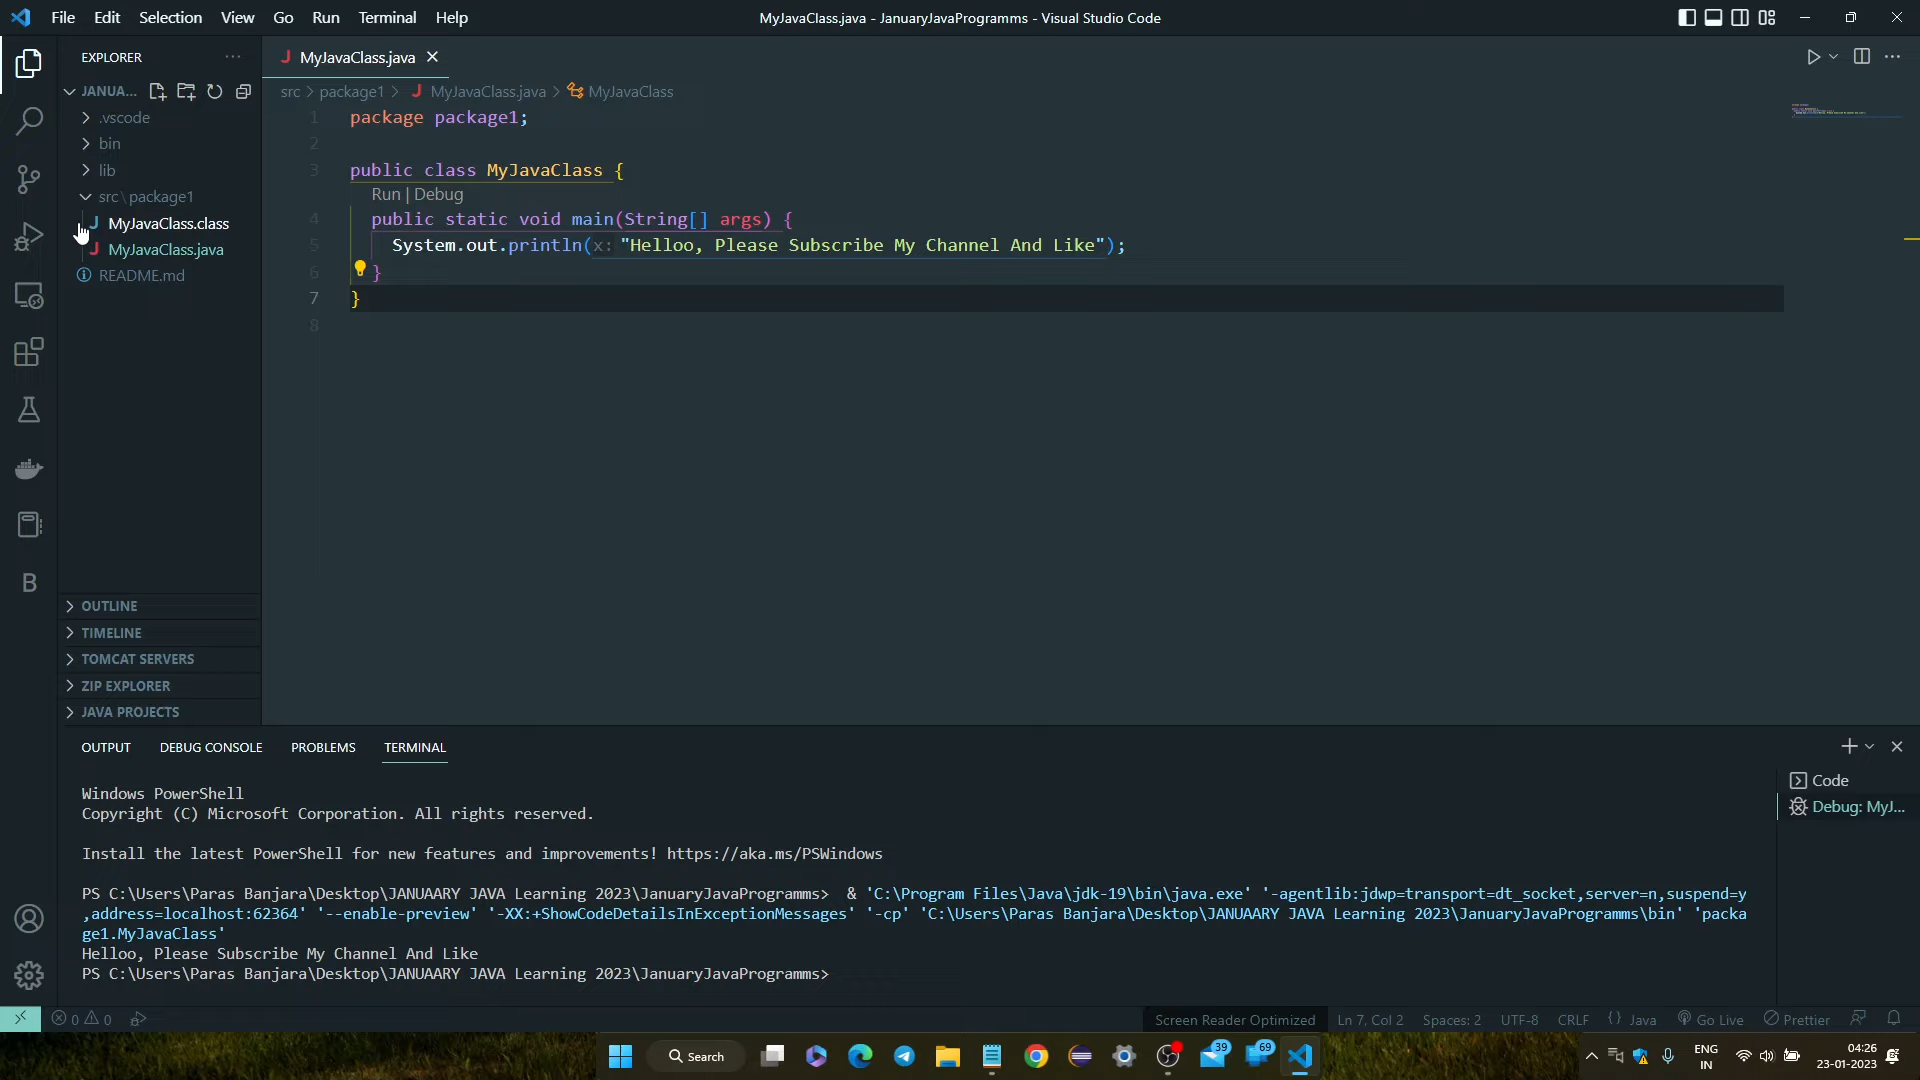 File Edit Selection View Go Run Terminal Help
MyJavaClass.java - JanuaryJavaProgramms - Visual Studio Code
EXPLORER
JANUA...
.vscode
bin
lib
src\package1
MyJavaClass.class
MyJavaClass.java
README.md
OUTLINE
TIMELINE
TOMCAT SERVERS
ZIP EXPLORER
JAVA PROJECTS
B
MyJavaClass.java
src > package1 > MyJavaClass.java > MyJavaClass
1 package package1;
2
3 public class MyJavaClass {
Run | Debug
4 public static void main(String[] args) {
5 System.out.println(x: "Helloo, Please Subscribe My Channel And Like");
6 }
7 }
8
OUTPUT DEBUG CONSOLE PROBLEMS TERMINAL
Windows PowerShell
Copyright (C) Microsoft Corporation. All rights reserved.
Install the latest PowerShell for new features and improvements! https://aka.ms/PSWindows
PS C:\Users\Paras Banjara\Desktop\JANUAARY JAVA Learning 2023\JanuaryJavaProgramms> & 'C:\Program Files\Java\jdk-19\bin\java.exe' '-agentlib:jdwp=transport=dt_socket,server=n,suspend=y
,address=localhost:62364' '--enable-preview' '-XX:+ShowCodeDetailsInExceptionMessages' '-cp' 'C:\Users\Paras Banjara\Desktop\JANUAARY JAVA Learning 2023\JanuaryJavaProgramms\bin' 'packa
ge1.MyJavaClass'
Helloo, Please Subscribe My Channel And Like
PS C:\Users\Paras Banjara\Desktop\JANUAARY JAVA Learning 2023\JanuaryJavaProgramms>
Code
Debug: MyJ...
0 0
Screen Reader Optimized Ln 7, Col 2 Spaces: 2 UTF-8 CRLF {} Java Go Live Prettier
Search
39
69
ENG
IN
04:26
23-01-2023